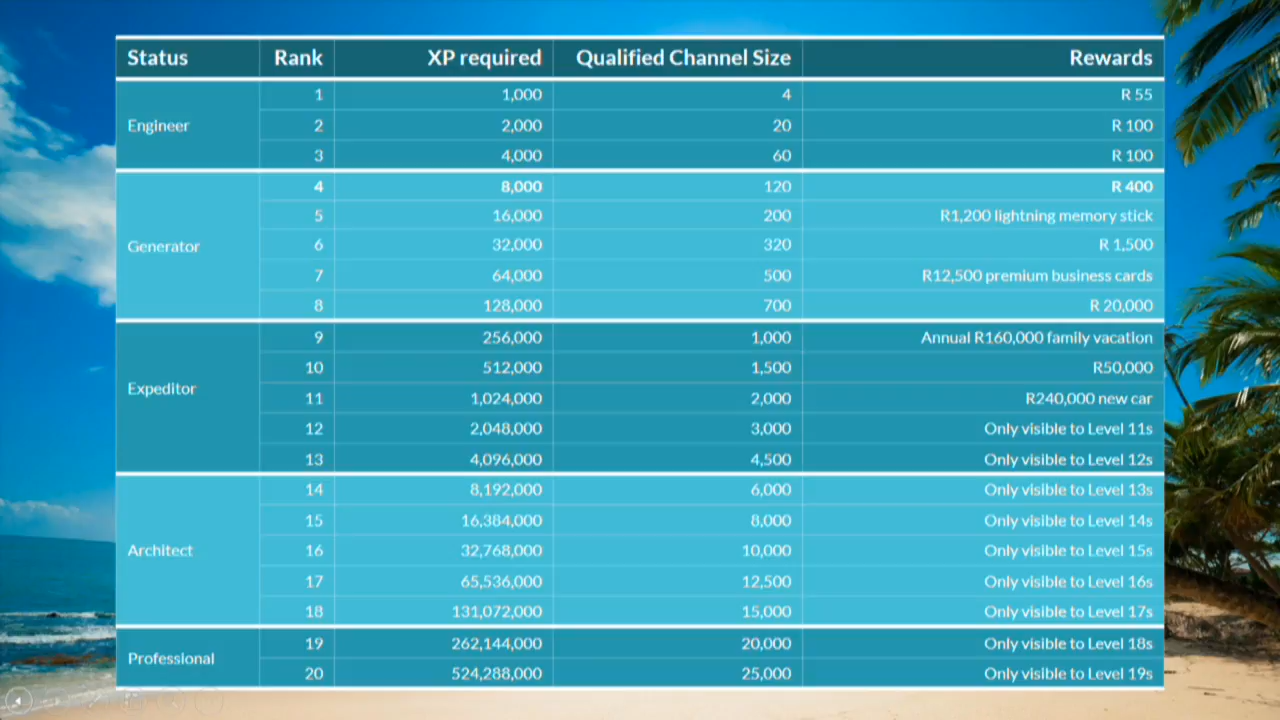 Status Rank XP required Qualified Channel Size Rewards
Engineer
1 1,000 4 R 55
2 2,000 20 R 100
3 4,000 60 R 100
Generator
4 8,000 120 R 400
5 16,000 200 R1,200 lightning memory stick
6 32,000 320 R 1,500
7 64,000 500 R12,500 premium business cards
8 128,000 700 R 20,000
Expeditor
9 256,000 1,000 Annual R160,000 family vacation
10 512,000 1,500 R50,000
11 1,024,000 2,000 R240,000 new car
12 2,048,000 3,000 Only visible to Level 11s
13 4,096,000 4,500 Only visible to Level 12s
Architect
14 8,192,000 6,000 Only visible to Level 13s
15 16,384,000 8,000 Only visible to Level 14s
16 32,768,000 10,000 Only visible to Level 15s
17 65,536,000 12,500 Only visible to Level 16s
18 131,072,000 15,000 Only visible to Level 17s
Professional
19 262,144,000 20,000 Only visible to Level 18s
20 524,288,000 25,000 Only visible to Level 19s